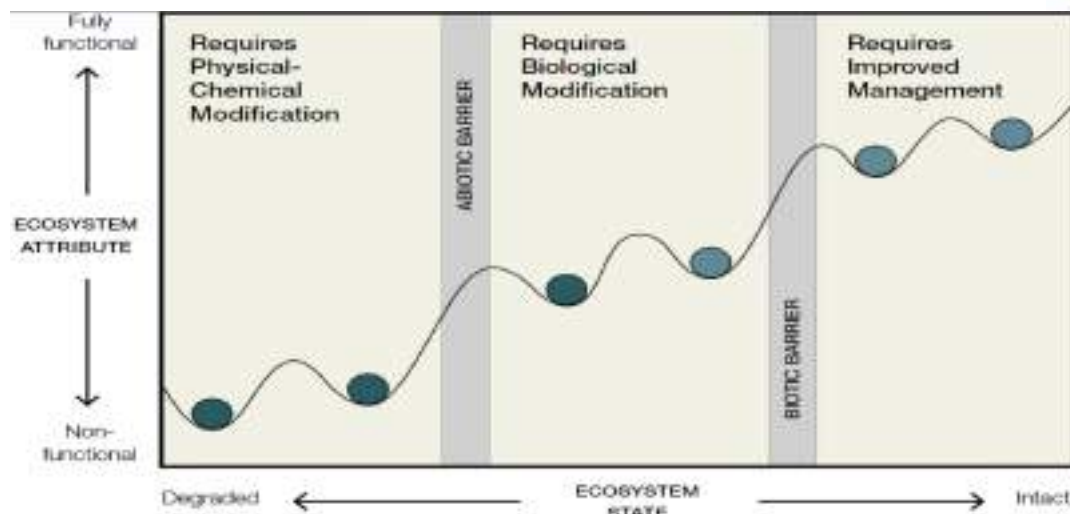 Fully
functional
ECOSYSTEM
ATTRIBUTE
Non-
functional
Requires
Physical-
Chemical
Modification
ABIOTIC BARRIER
Requires
Biological
Modification
BIOTIC BARRIER
Requires
Improved
Management
Degraded
ECOSYSTEM
STATE
Intact